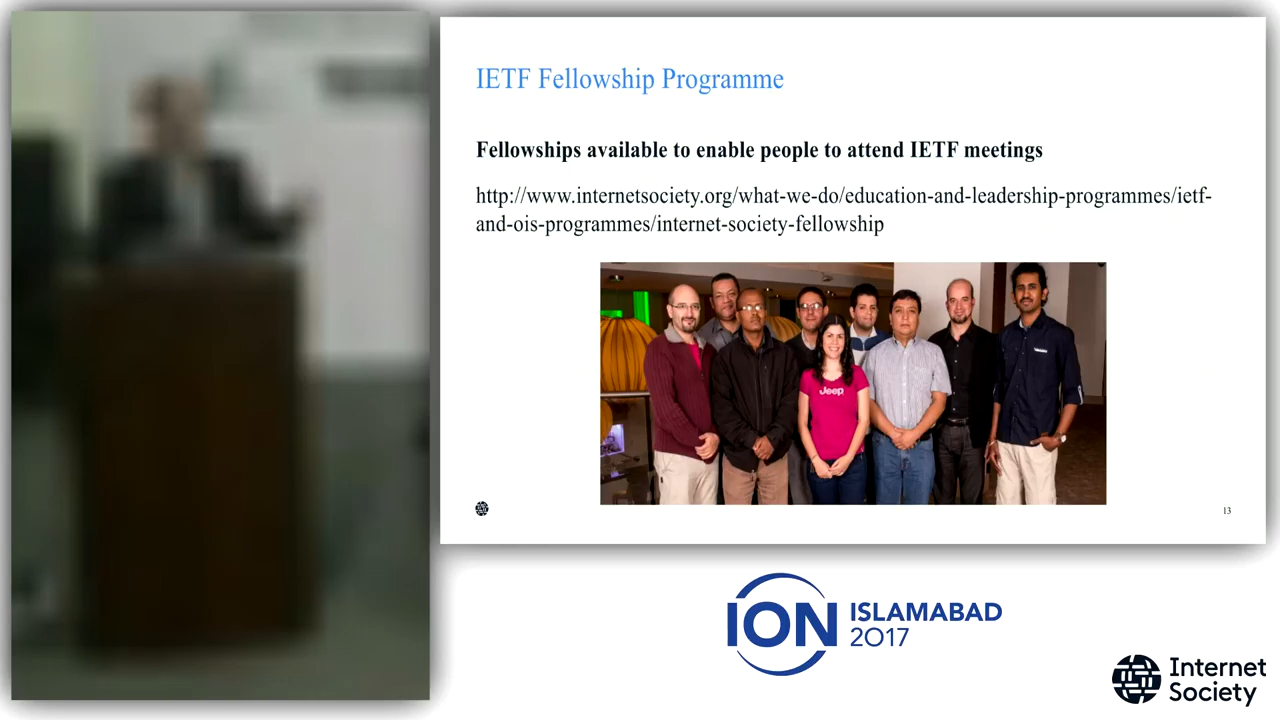 IETF Fellowship Programme
Fellowships available to enable people to attend IETF meetings
http://www.internetsociety.org/what-we-do/education-and-leadership-programmes/ietf-
and-ois-programmes/internet-society-fellowship
Jeep
13
ION ISLAMABAD
2017
Internet
Society